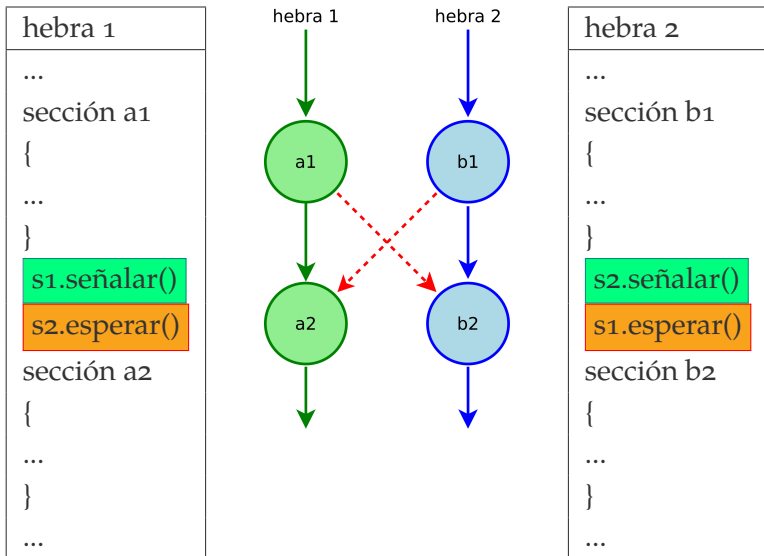 hebra 1
...
sección a1
{
...
}
s1.señalar()
s2.esperar()
sección a2
{
...
}
...
hebra 1
hebra 2
a1
b1
a2
b2
hebra 2
...
sección b1
{
...
}
s2.señalar()
s1.esperar()
sección b2
{
...
}
...